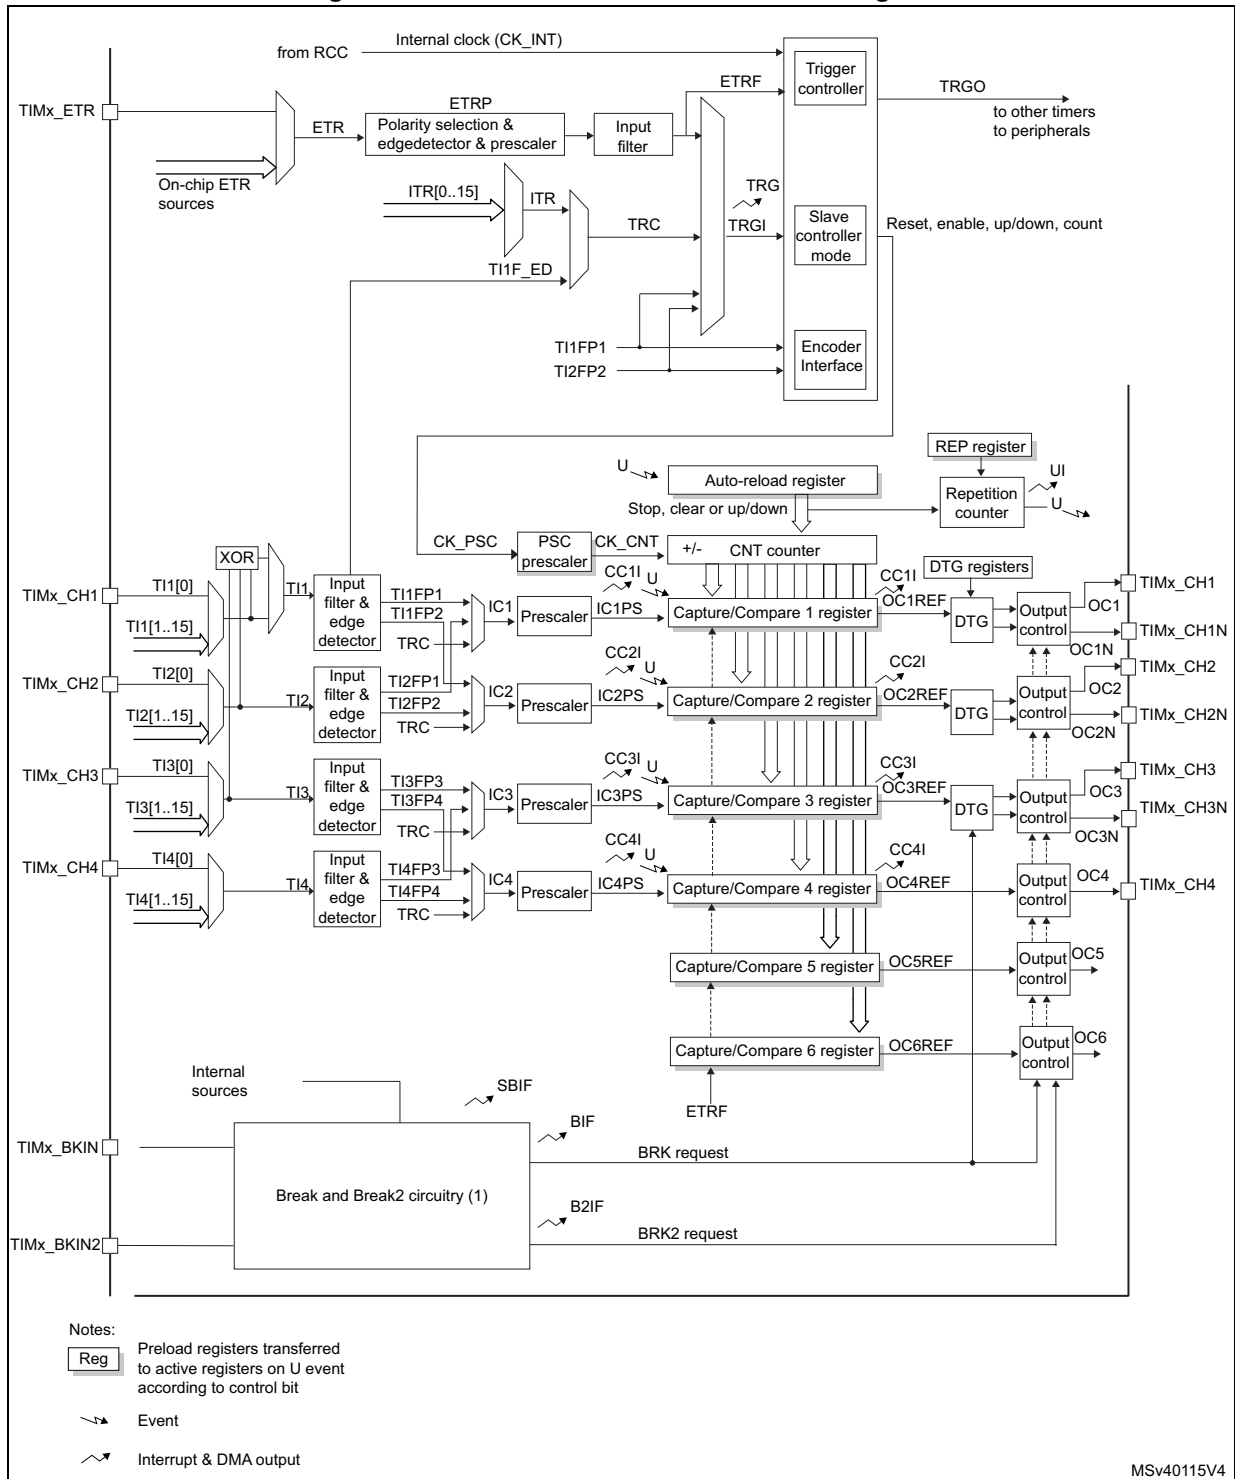 Internal clock (CK_INT)
from RCC
Trigger
controller
ETRF
TRGO
to other timers
to peripherals
TIMx_ETR
ETR
ETRP
Polarity selection &
edgedetector & prescaler
Input
filter
On-chip ETR
sources
ITR[0..15]
ITR
TRC
TRG
TRGI
Slave
controller
mode
Reset, enable, up/down, count
TI1F_ED
TI1FP1
TI2FP2
Encoder
Interface
REP register
U
Auto-reload register
UI
Repetition
counter
U
Stop, clear or up/down
CK_PSC
PSC
prescaler
CK_CNT
+/-
CNT counter
DTG registers
XOR
TIMx_CH1
TI1[0]
TI1[1..15]
TI1
Input
filter &
edge
detector
TI1FP1
TI1FP2
TRC
IC1
Prescaler
IC1PS
CC1I
U
Capture/Compare 1 register
CC1I
OC1REF
DTG
Output
control
OC1
OC1N
TIMx_CH1
TIMx_CH1N
TIMx_CH2
TI2[0]
TI2[1..15]
TI2
Input
filter &
edge
detector
TI2FP1
TI2FP2
TRC
IC2
Prescaler
IC2PS
CC2I
U
Capture/Compare 2 register
CC2I
OC2REF
DTG
Output
control
OC2
OC2N
TIMx_CH2
TIMx_CH2N
TIMx_CH3
TI3[0]
TI3[1..15]
TI3
Input
filter &
edge
detector
TI3FP3
TI3FP4
TRC
IC3
Prescaler
IC3PS
CC3I
U
Capture/Compare 3 register
CC3I
OC3REF
DTG
Output
control
OC3
OC3N
TIMx_CH3
TIMx_CH3N
TIMx_CH4
TI4[0]
TI4[1..15]
TI4
Input
filter &
edge
detector
TI4FP3
TI4FP4
TRC
IC4
Prescaler
IC4PS
CC4I
U
Capture/Compare 4 register
CC4I
OC4REF
Output
control
OC4
TIMx_CH4
Capture/Compare 5 register
OC5REF
Output
control
OC5
Capture/Compare 6 register
OC6REF
Output
control
OC6
ETRF
Internal
sources
SBIF
TIMx_BKIN
BIF
BRK request
Break and Break2 circuitry (1)
B2IF
TIMx_BKIN2
BRK2 request
Notes:
Reg
Preload registers transferred
to active registers on U event
according to control bit
Event
Interrupt & DMA output
MSv40115V4